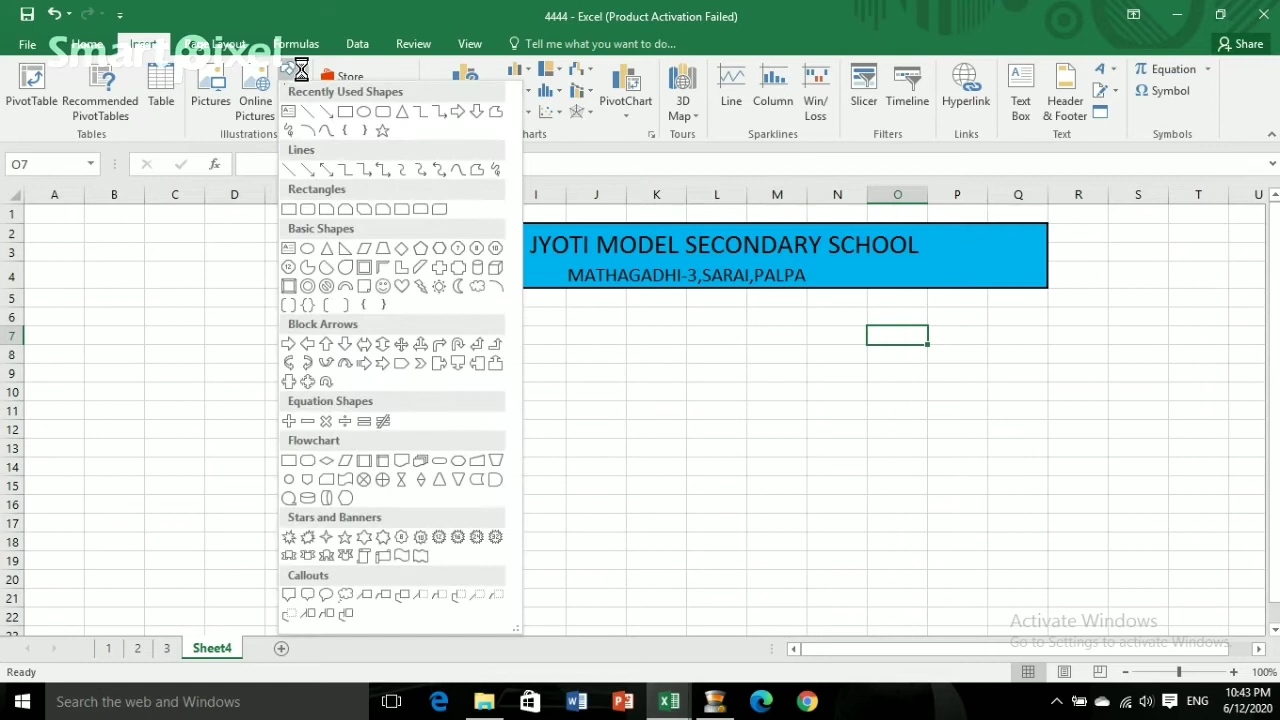 4444 - Excel (Product Activation Failed)
File Home Insert Page Layout Formulas Data Review View Tell me what you want to do... Share
Smart Pixel
Store
PivotTable Recommended PivotTables Table Pictures Online Pictures PivotChart 3D Map Line Column Win/Loss Slicer Timeline Hyperlink Text Box Header & Footer Equation Symbol
Tables Illustrations Charts Tours Sparklines Filters Links Text Symbols
O7 fx
A B C D I J K L M N O P Q R S T U
Recently Used Shapes
Lines
Rectangles
Basic Shapes
Block Arrows
Equation Shapes
Flowchart
Stars and Banners
Callouts
1
2
3
4
5
6
7
8
9
10
11
12
13
14
15
16
17
18
19
20
21
22
JYOTI MODEL SECONDARY SCHOOL
MATHAGADHI-3,SARAI,PALPA
Activate Windows
Go to Settings to activate Windows.
1 2 3 Sheet4
Ready 100%
Search the web and Windows ENG 10:43 PM
6/12/2020